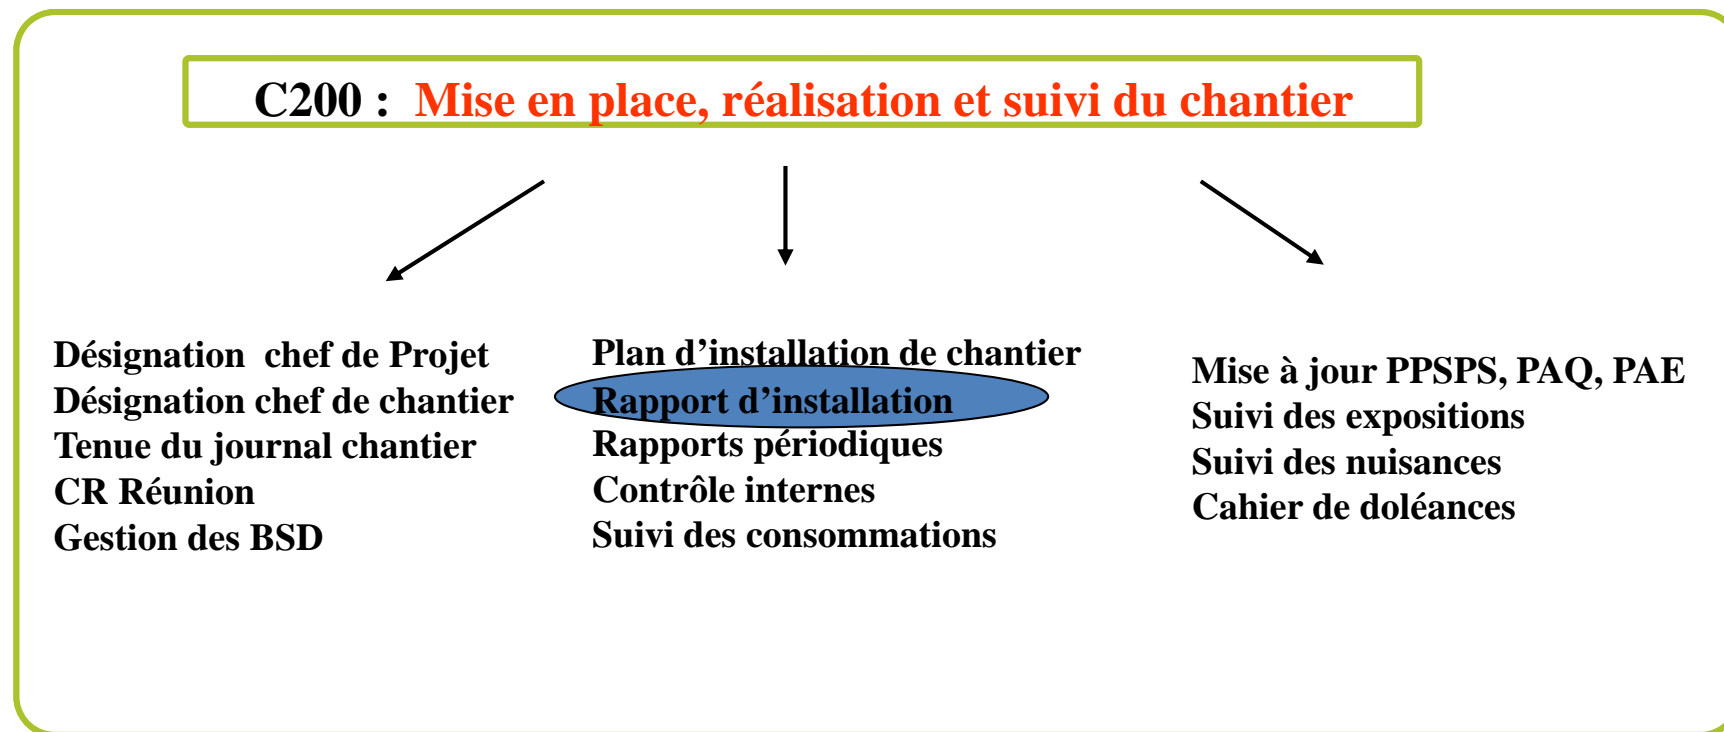 C200 : Mise en place, réalisation et suivi du chantier
Désignation chef de Projet
Désignation chef de chantier
Tenue du journal chantier
CR Réunion
Gestion des BSD
Plan d’installation de chantier
Rapport d’installation
Rapports périodiques
Contrôle internes
Suivi des consommations
Mise à jour PPSPS, PAQ, PAE
Suivi des expositions
Suivi des nuisances
Cahier de doléances